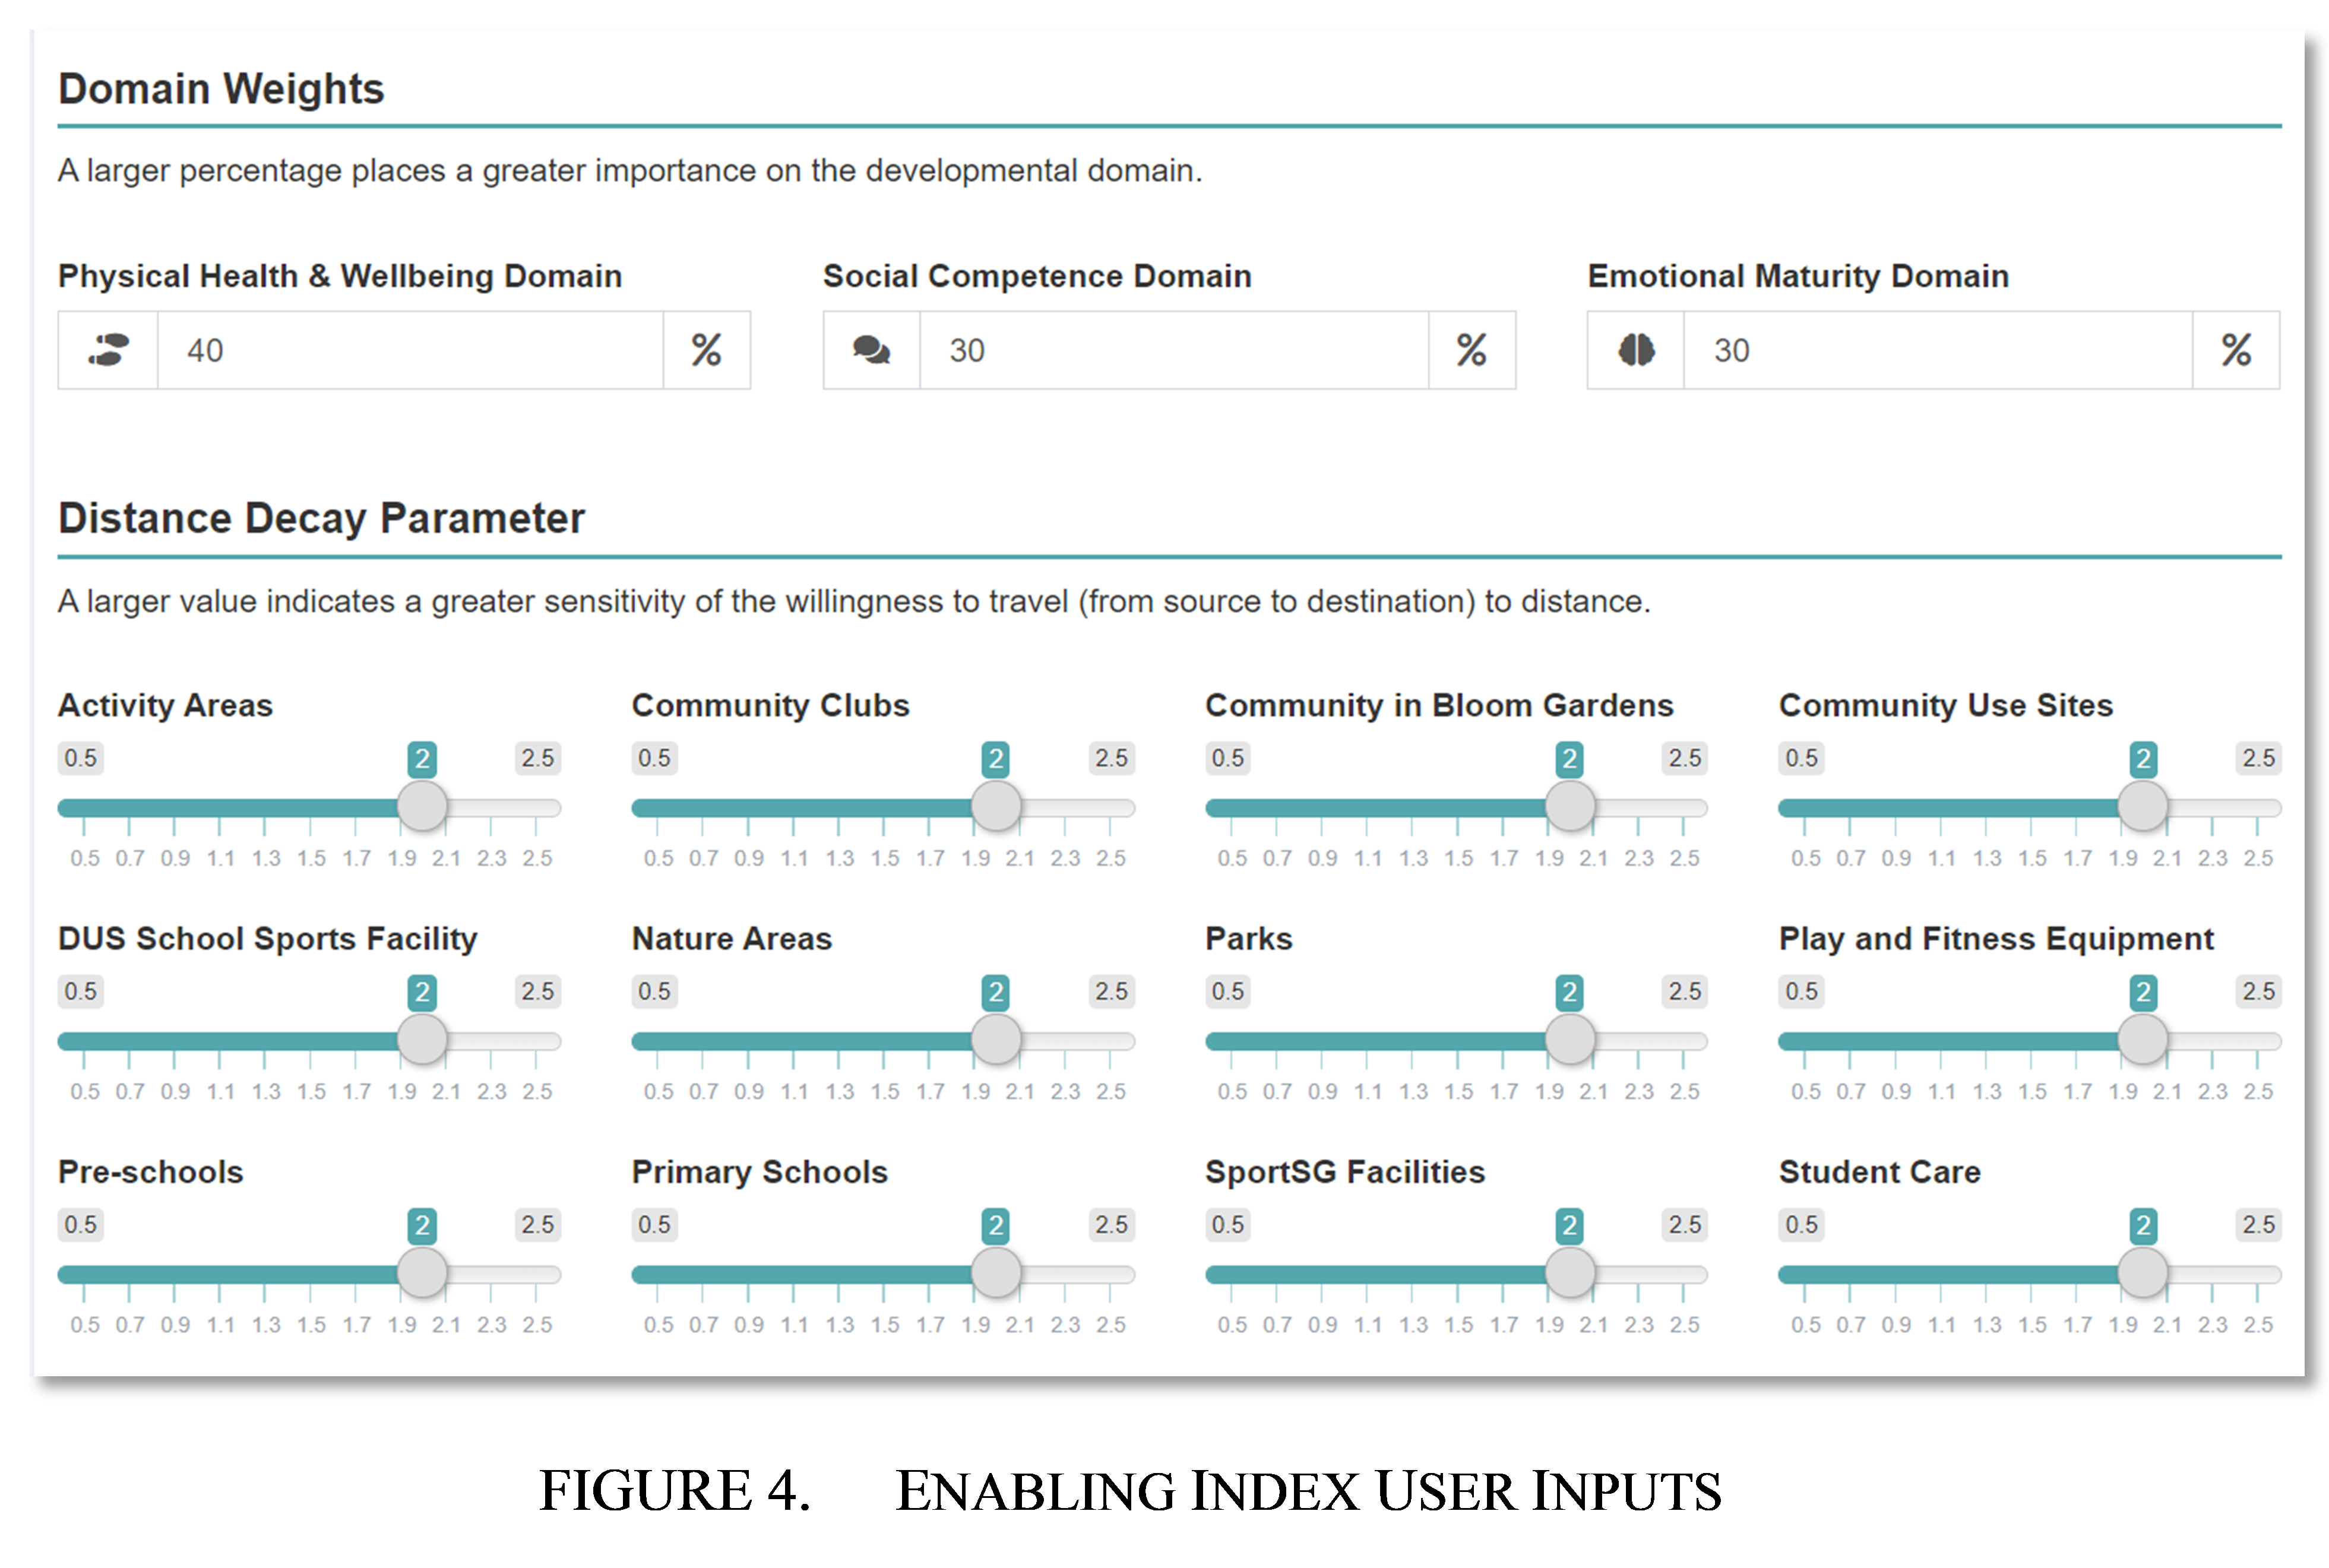 Domain Weights
A larger percentage places a greater importance on the developmental domain.
Physical Health & Wellbeing Domain Social Competence Domain Emotional Maturity Domain
40 % 30 % 30 %
Distance Decay Parameter
A larger value indicates a greater sensitivity of the willingness to travel (from source to destination) to distance.
Activity Areas Community Clubs Community in Bloom Gardens Community Use Sites
0.5 2 2.5 0.5 2 2.5 0.5 2 2.5 0.5 2 2.5
0.5 0.7 0.9 1.1 1.3 1.5 1.7 1.9 2.1 2.3 2.5 0.5 0.7 0.9 1.1 1.3 1.5 1.7 1.9 2.1 2.3 2.5 0.5 0.7 0.9 1.1 1.3 1.5 1.7 1.9 2.1 2.3 2.5 0.5 0.7 0.9 1.1 1.3 1.5 1.7 1.9 2.1 2.3 2.5
DUS School Sports Facility Nature Areas Parks Play and Fitness Equipment
0.5 2 2.5 0.5 2 2.5 0.5 2 2.5 0.5 2 2.5
0.5 0.7 0.9 1.1 1.3 1.5 1.7 1.9 2.1 2.3 2.5 0.5 0.7 0.9 1.1 1.3 1.5 1.7 1.9 2.1 2.3 2.5 0.5 0.7 0.9 1.1 1.3 1.5 1.7 1.9 2.1 2.3 2.5 0.5 0.7 0.9 1.1 1.3 1.5 1.7 1.9 2.1 2.3 2.5
Pre-schools Primary Schools SportSG Facilities Student Care
0.5 2 2.5 0.5 2 2.5 0.5 2 2.5 0.5 2 2.5
0.5 0.7 0.9 1.1 1.3 1.5 1.7 1.9 2.1 2.3 2.5 0.5 0.7 0.9 1.1 1.3 1.5 1.7 1.9 2.1 2.3 2.5 0.5 0.7 0.9 1.1 1.3 1.5 1.7 1.9 2.1 2.3 2.5 0.5 0.7 0.9 1.1 1.3 1.5 1.7 1.9 2.1 2.3 2.5
FIGURE 4. ENABLING INDEX USER INPUTS